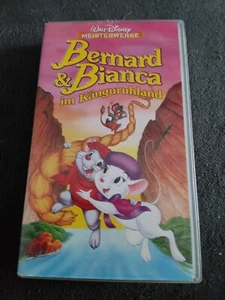 Walt Disney
MEISTERWERKE
Bernard
& Bianca
im Känguruhland